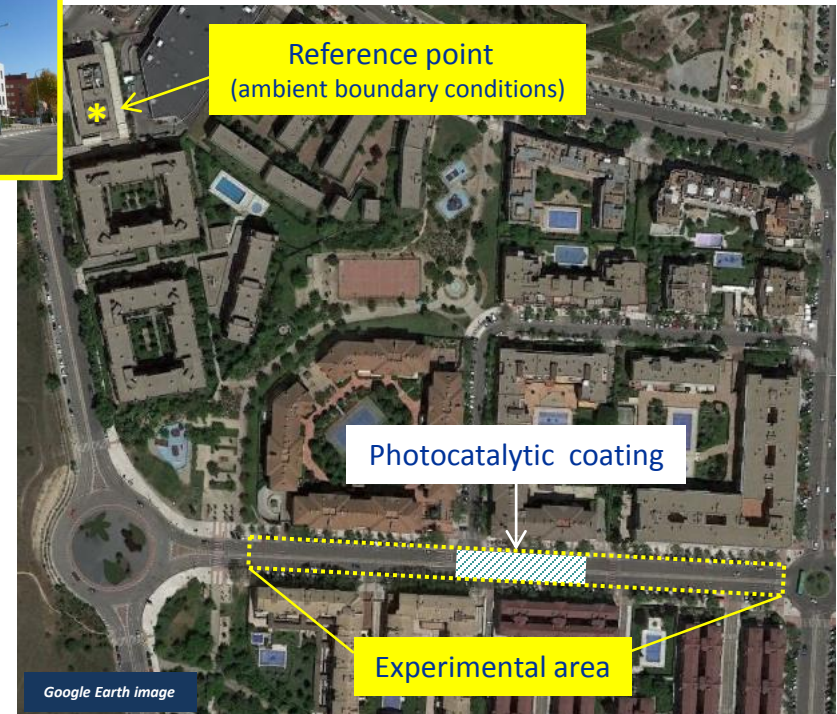 Reference point
(ambient boundary conditions)
*
Photocatalytic coating
Experimental area
Google Earth image